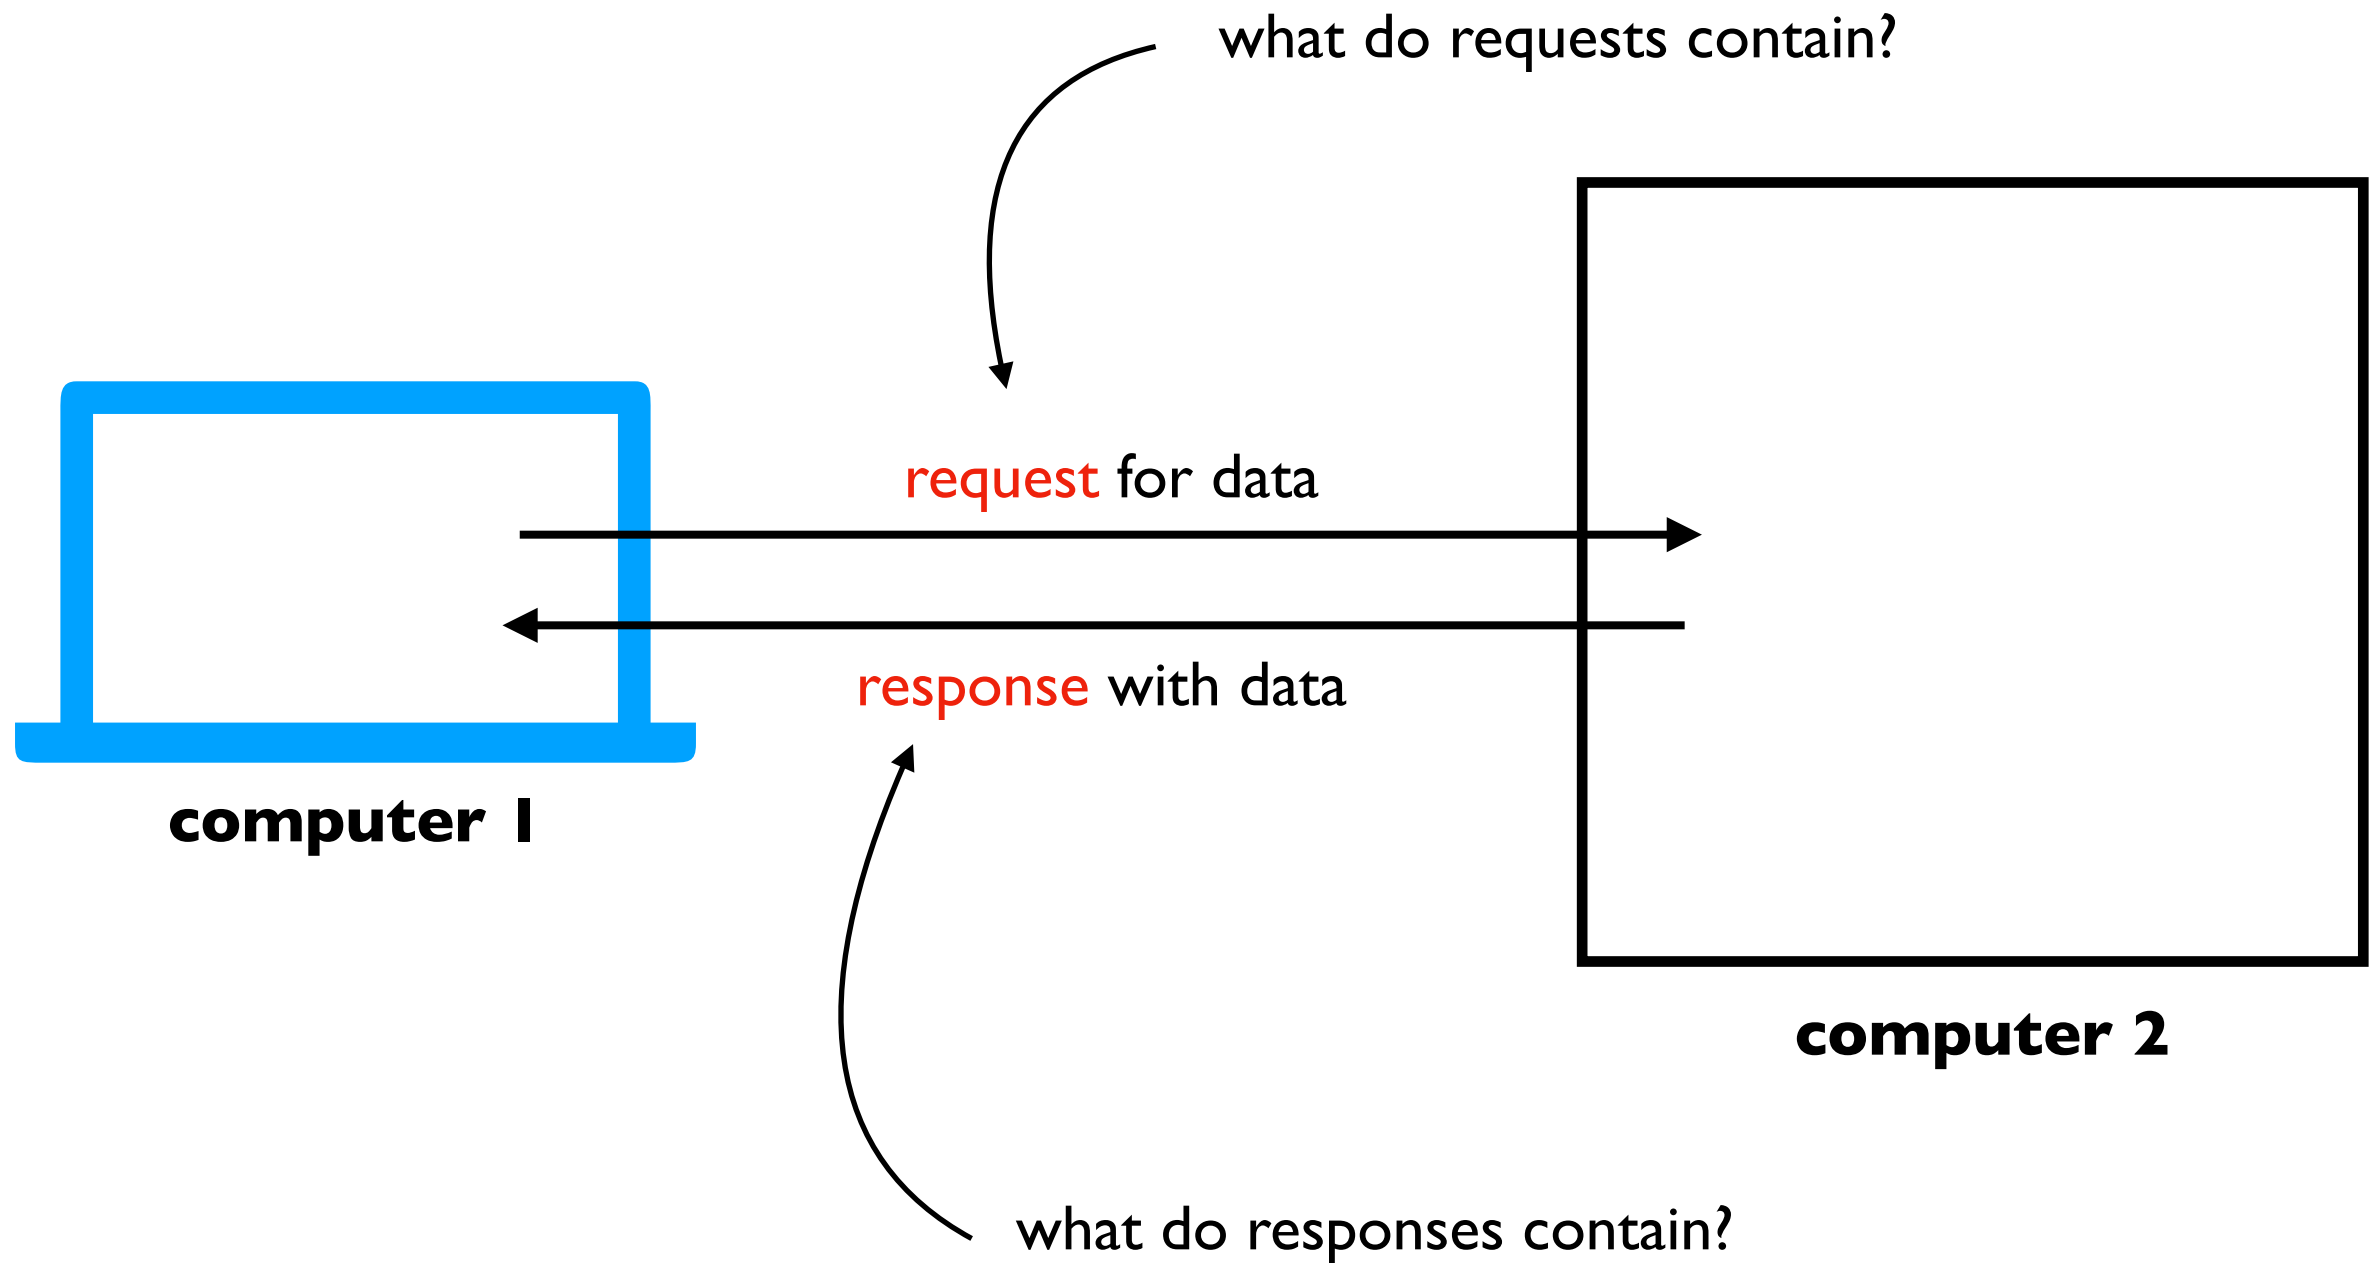 what do requests contain?
request for data
response with data
computer 1
computer 2
what do responses contain?